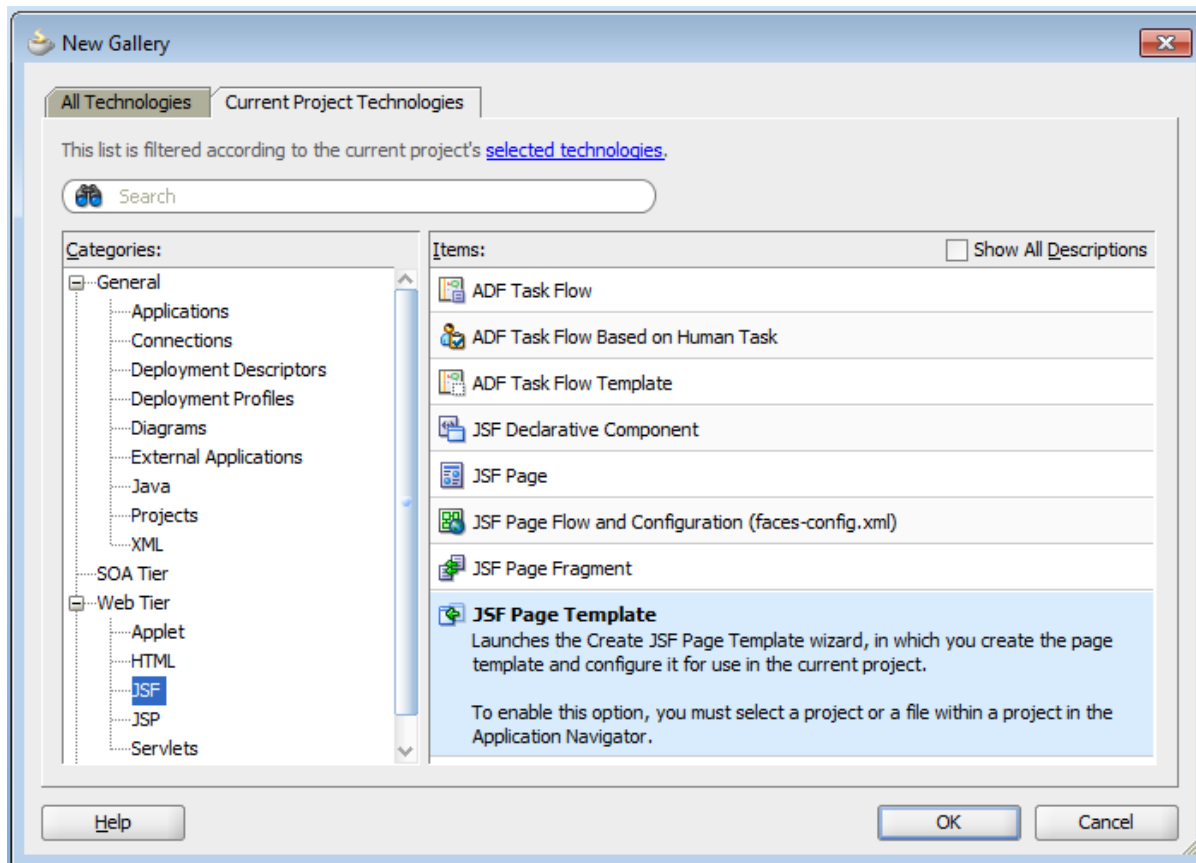 New Gallery
All Technologies
Current Project Technologies
This list is filtered according to the current project's selected technologies.
Search
Categories:
General
Applications
Connections
Deployment Descriptors
Deployment Profiles
Diagrams
External Applications
Java
Projects
XML
SOA Tier
Web Tier
Applet
HTML
JSF
JSP
Servlets
Items:
Show All Descriptions
ADF Task Flow
ADF Task Flow Based on Human Task
ADF Task Flow Template
JSF Declarative Component
JSF Page
JSF Page Flow and Configuration (faces-config.xml)
JSF Page Fragment
JSF Page Template
Launches the Create JSF Page Template wizard, in which you create the page
template and configure it for use in the current project.
To enable this option, you must select a project or a file within a project in the
Application Navigator.
Help
OK
Cancel